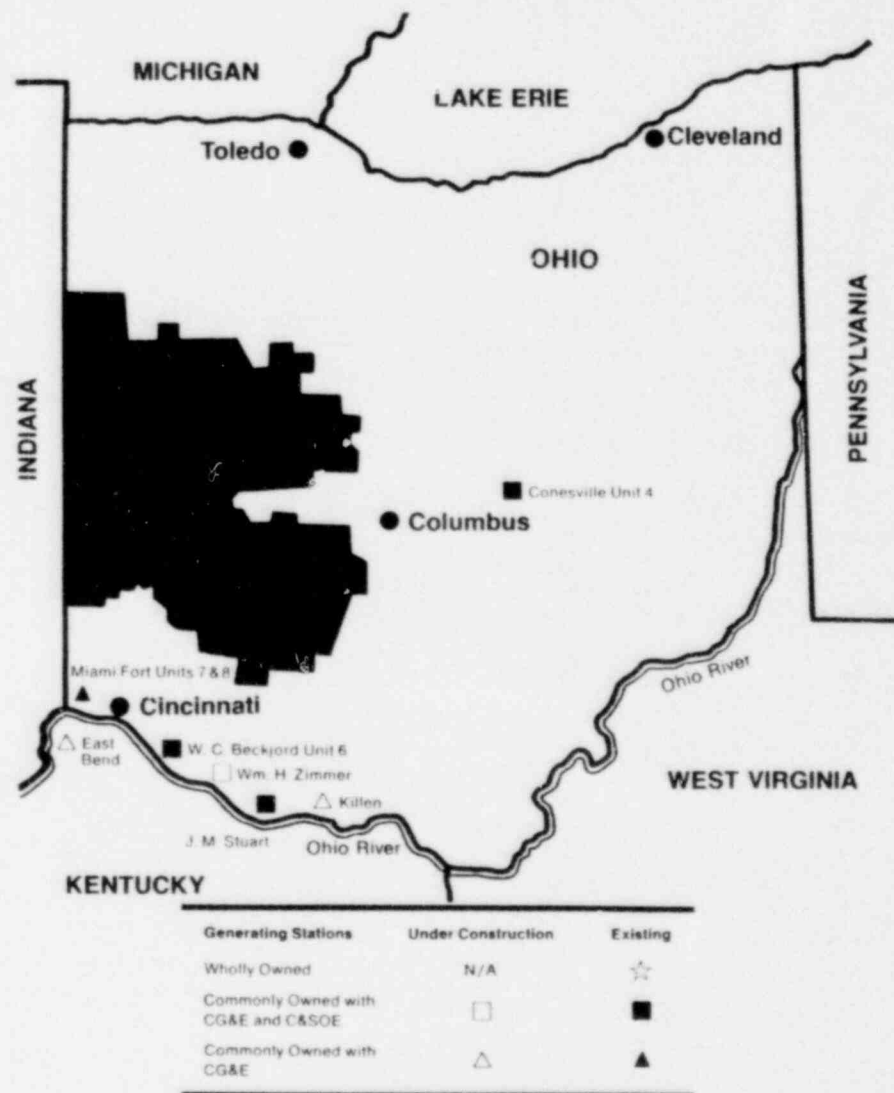 MICHIGAN
LAKE ERIE
Toledo
Cleveland
OHIO
INDIANA
PENNSYLVANIA
Conesville Unit 4
Columbus
Miami Fort Units 7 & 8
Cincinnati
Ohio River
East
Bend
W. C. Beckjord Unit 6
Wm. H. Zimmer
WEST VIRGINIA
Killen
J. M. Stuart
Ohio River
KENTUCKY
Generating Stations Under Construction Existing
Wholly Owned N/A
Commonly Owned with
CG&E and C&SOE
Commonly Owned with
CG&E